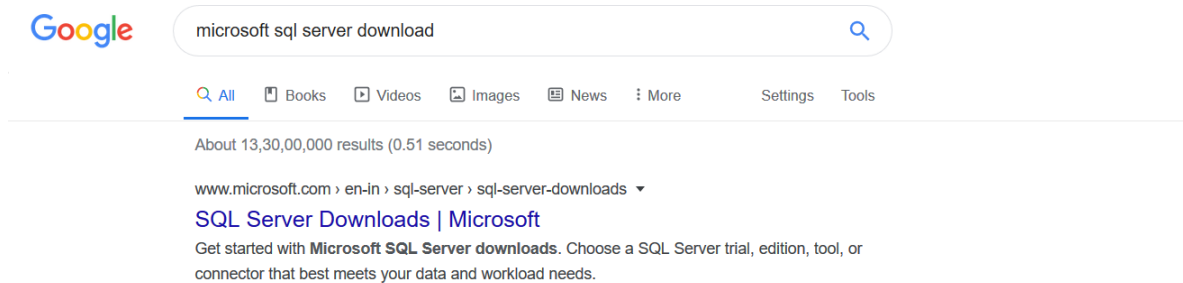 Google microsoft sql server download
All Books Videos Images News More Settings Tools
About 13,30,00,000 results (0.51 seconds)
www.microsoft.com › en-in › sql-server › sql-server-downloads
SQL Server Downloads | Microsoft
Get started with Microsoft SQL Server downloads. Choose a SQL Server trial, edition, tool, or
connector that best meets your data and workload needs.